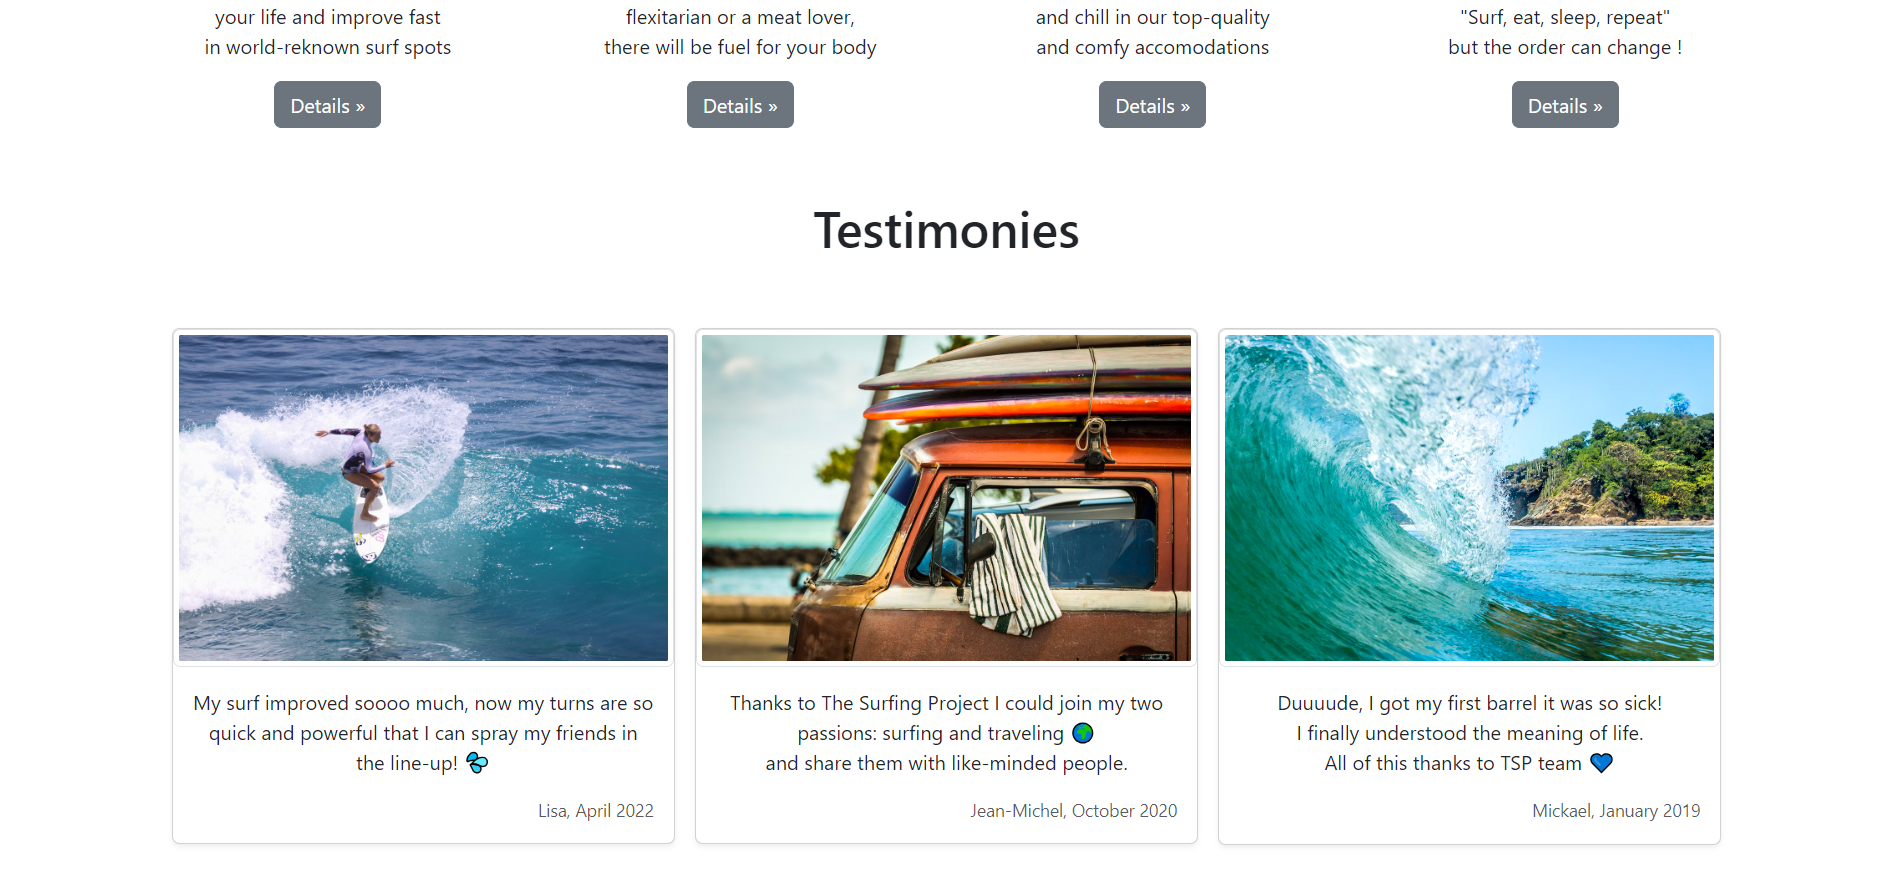 your life and improve fast
in world-reknown surf spots
Details »
flexitarian or a meat lover,
there will be fuel for your body
Details »
and chill in our top-quality
and comfy accomodations
Details »
"Surf, eat, sleep, repeat"
but the order can change !
Details »
Testimonies
My surf improved soooo much, now my turns are so
quick and powerful that I can spray my friends in
the line-up! 💦
Lisa, April 2022
Thanks to The Surfing Project I could join my two
passions: surfing and traveling 🌍
and share them with like-minded people.
Jean-Michel, October 2020
Duuuude, I got my first barrel it was so sick!
I finally understood the meaning of life.
All of this thanks to TSP team 💙
Mickael, January 2019